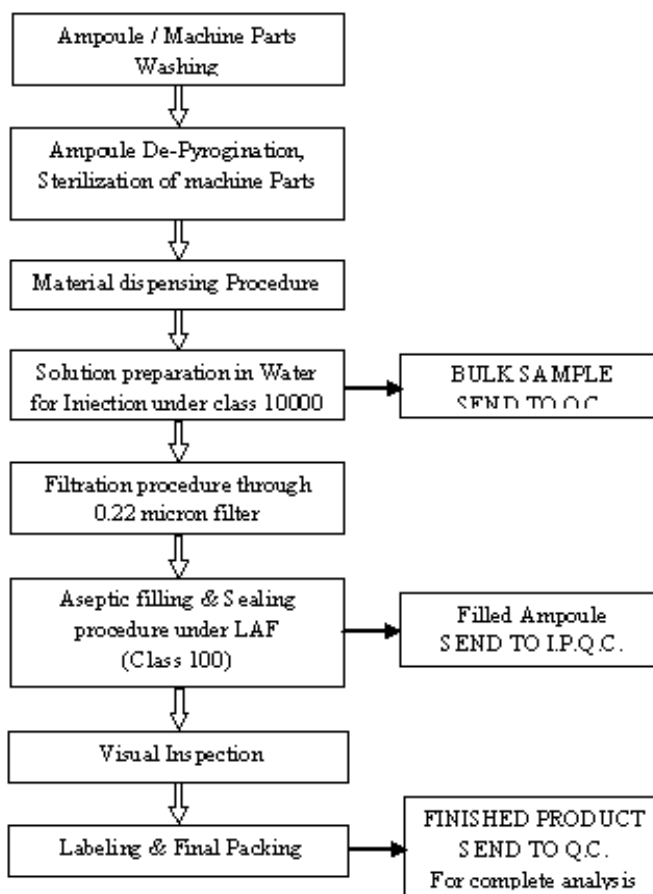 Ampoule / Machine Parts
Washing
Ampoule De-Pyrogination,
Sterilization of machine Parts
Material dispensing Procedure
Solution preparation in Water
for Injection under class 10000
BULK SAMPLE
SEND TO Q.C.
Filtration procedure through
0.22 micron filter
Aseptic filling & Sealing
procedure under LAF
(Class 100)
Filled Ampoule
SEND TO I.P.Q.C.
Visual Inspection
Labeling & Final Packing
FINISHED PRODUCT
SEND TO Q.C.
For complete analysis